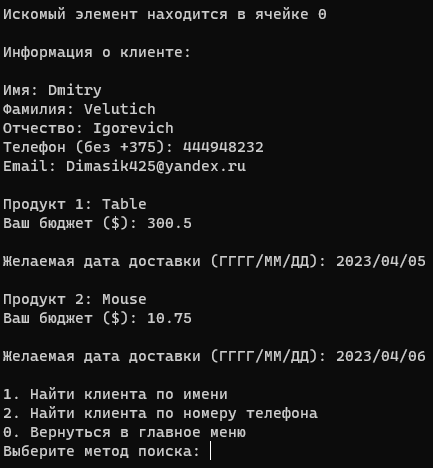 Искомый элемент находится в ячейке 0
Информация о клиенте:
Имя: Dmitry
Фамилия: Velutich
Отчество: Igorevich
Телефон (без +375): 444948232
Email: Dimasik425@yandex.ru
Продукт 1: Table
Ваш бюджет ($): 300.5
Желаемая дата доставки (ГГГГ/ММ/ДД): 2023/04/05
Продукт 2: Mouse
Ваш бюджет ($): 10.75
Желаемая дата доставки (ГГГГ/ММ/ДД): 2023/04/06
1. Найти клиента по имени
2. Найти клиента по номеру телефона
0. Вернуться в главное меню
Выберите метод поиска: